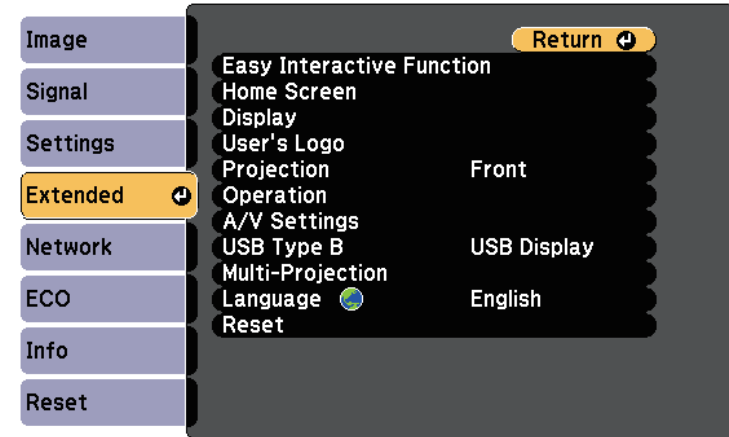 Image
Signal
Settings
Extended
Network
ECO
Info
Reset
Return
Easy Interactive Function
Home Screen
Display
User's Logo
Projection Front
Operation
A/V Settings
USB Type B USB Display
Multi-Projection
Language English
Reset